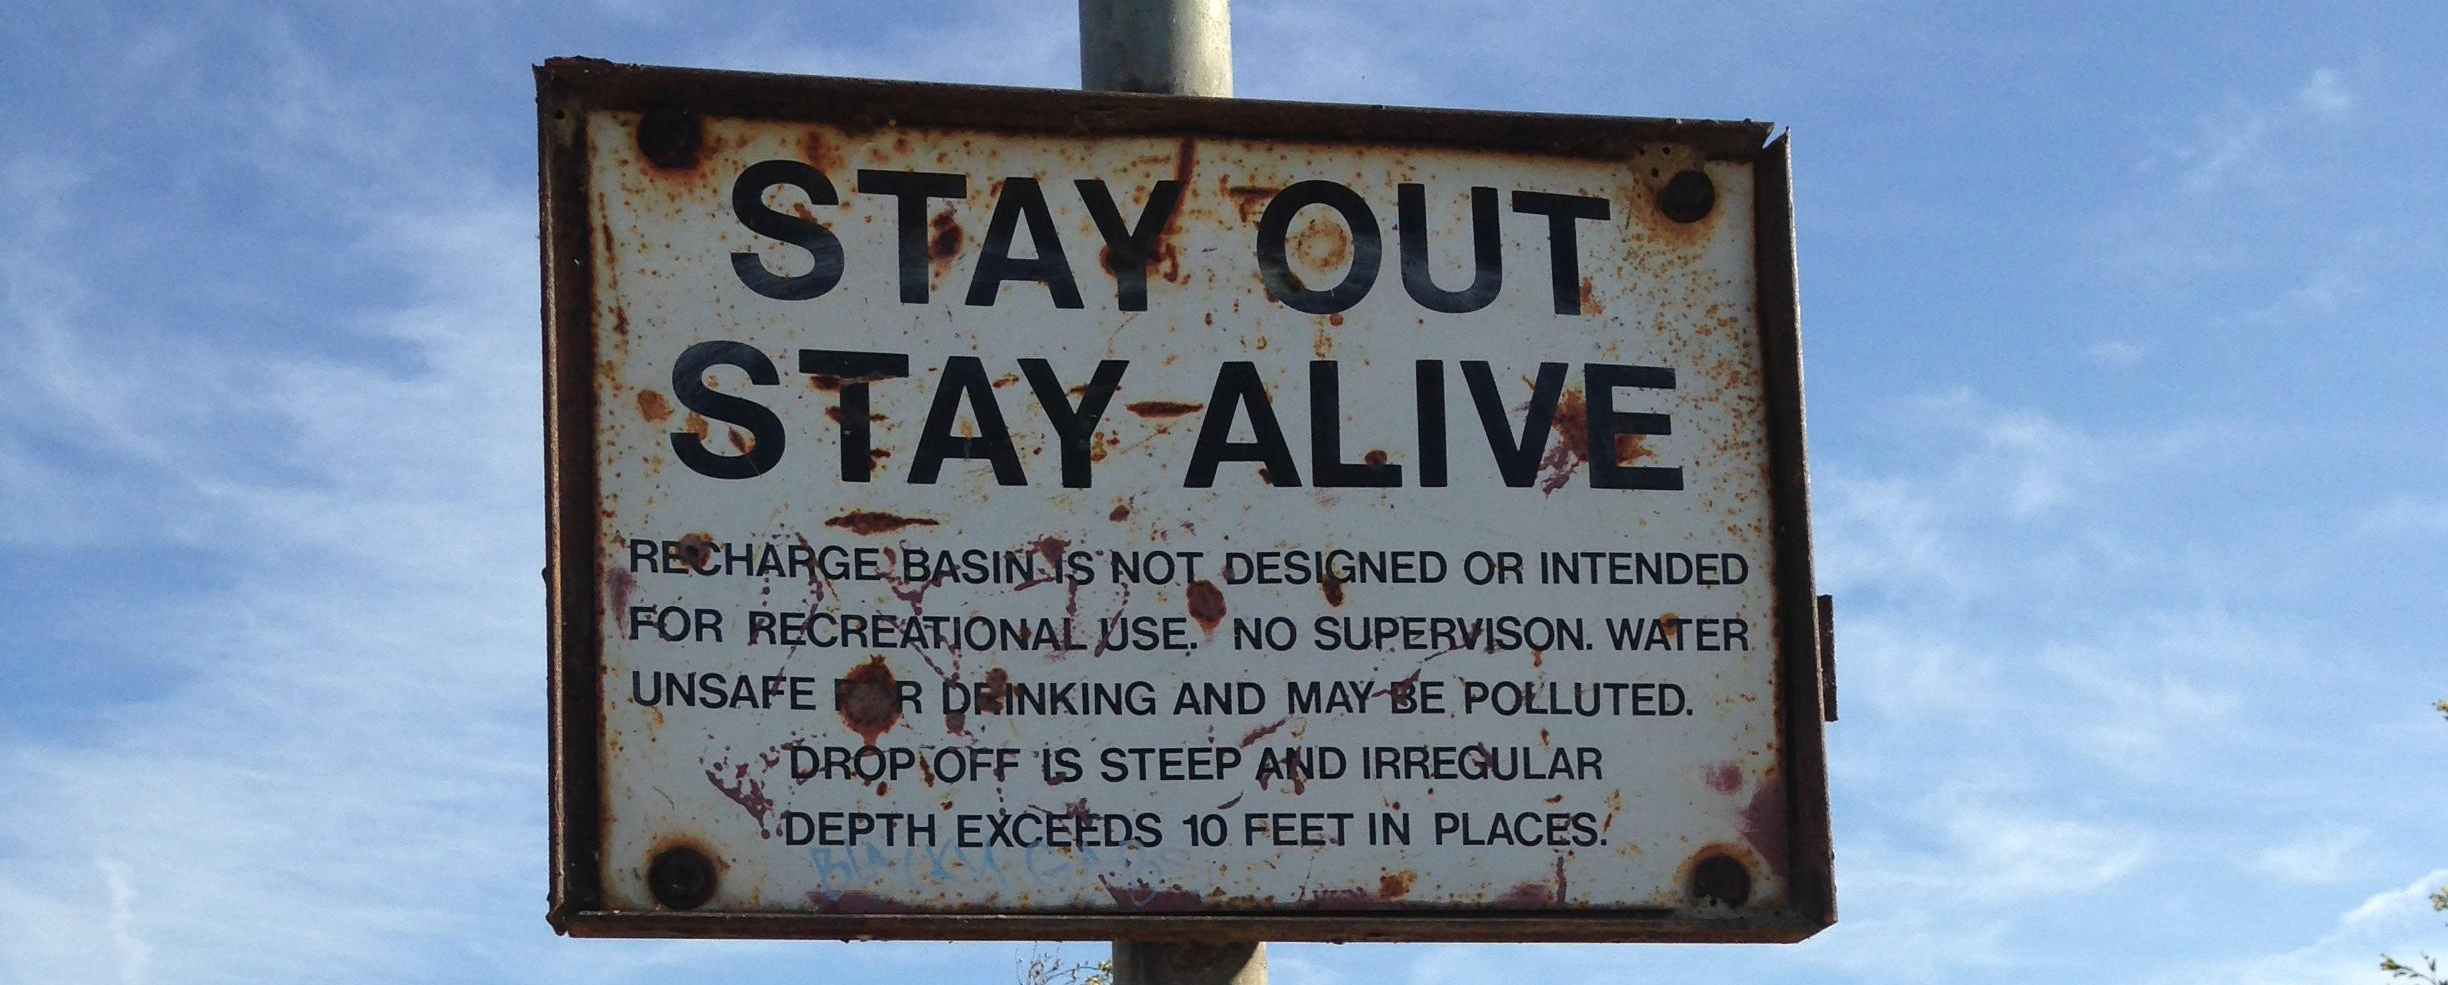 STAY OUT
STAY ALIVE
RECHARGE BASIN IS NOT DESIGNED OR INTENDED
FOR RECREATIONAL USE. NO SUPERVISON. WATER
UNSAFE FOR DRINKING AND MAY BE POLLUTED.
DROP OFF IS STEEP AND IRREGULAR
DEPTH EXCEEDS 10 FEET IN PLACES.